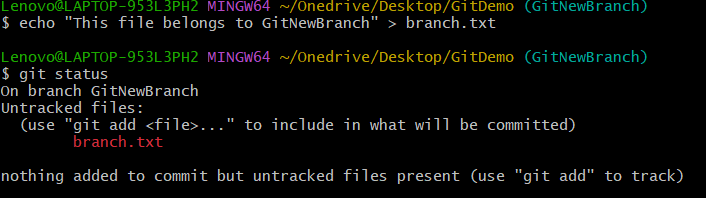 Lenovo@LAPTOP-953L3PH2 MINGW64 ~/Onedrive/Desktop/GitDemo (GitNewBranch)
$ echo "This file belongs to GitNewBranch" > branch.txt

Lenovo@LAPTOP-953L3PH2 MINGW64 ~/Onedrive/Desktop/GitDemo (GitNewBranch)
$ git status
On branch GitNewBranch
Untracked files:
  (use "git add <file>..." to include in what will be committed)
        branch.txt

nothing added to commit but untracked files present (use "git add" to track)